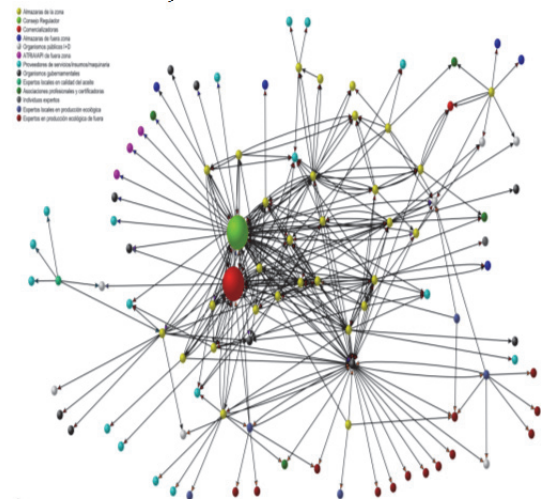 Almazaras de la zona
Consejo Regulador
Comercializadoras
Almazaras de fuera zona
Organismos públicos I+D
ATRIA/API de fuera zona
Proveedores de servicios/insumos/maquinaria
Organismos gubernamentales
Expertos locales en calidad del aceite
Asociaciones profesionales y certificadoras
Individuos expertos
Expertos locales en producción ecológica
Expertos en producción ecológica de fuera